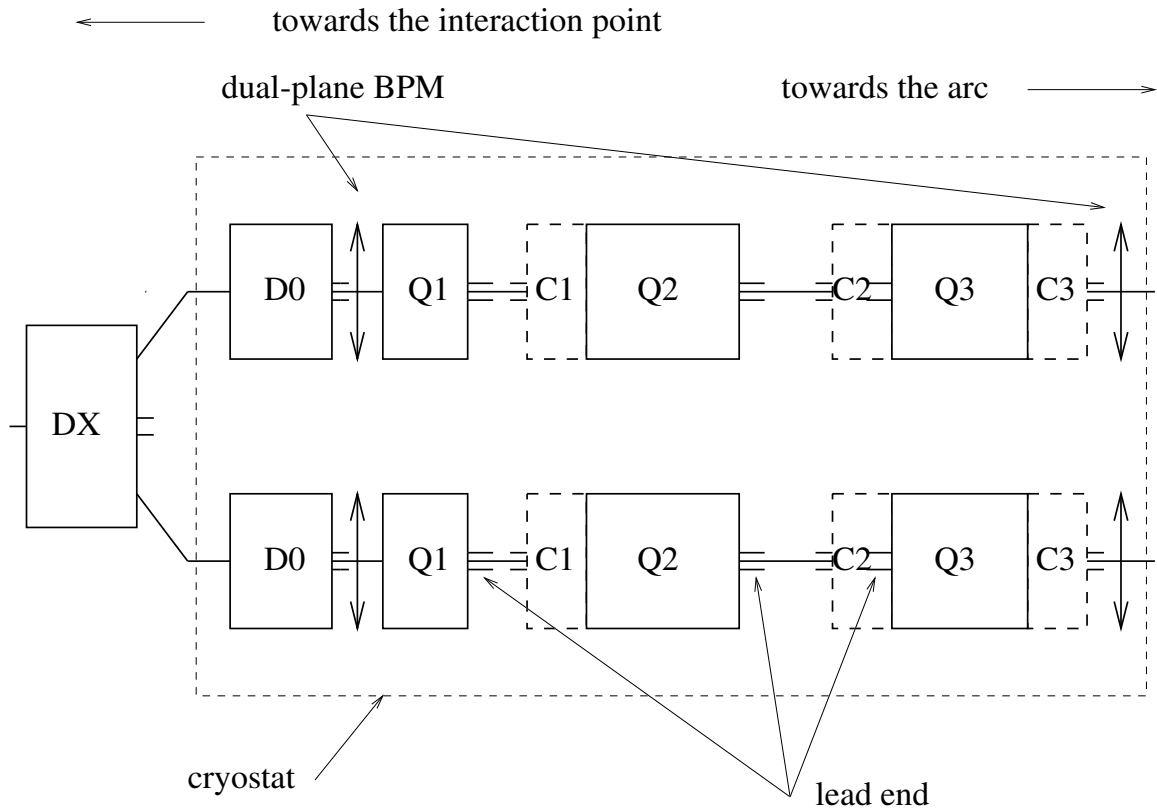 towards the interaction point
dual-plane BPM
towards the arc
D0 Q1 C1 Q2 C2 Q3 C3
DX
D0 Q1 C1 Q2 C2 Q3 C3
cryostat
lead end